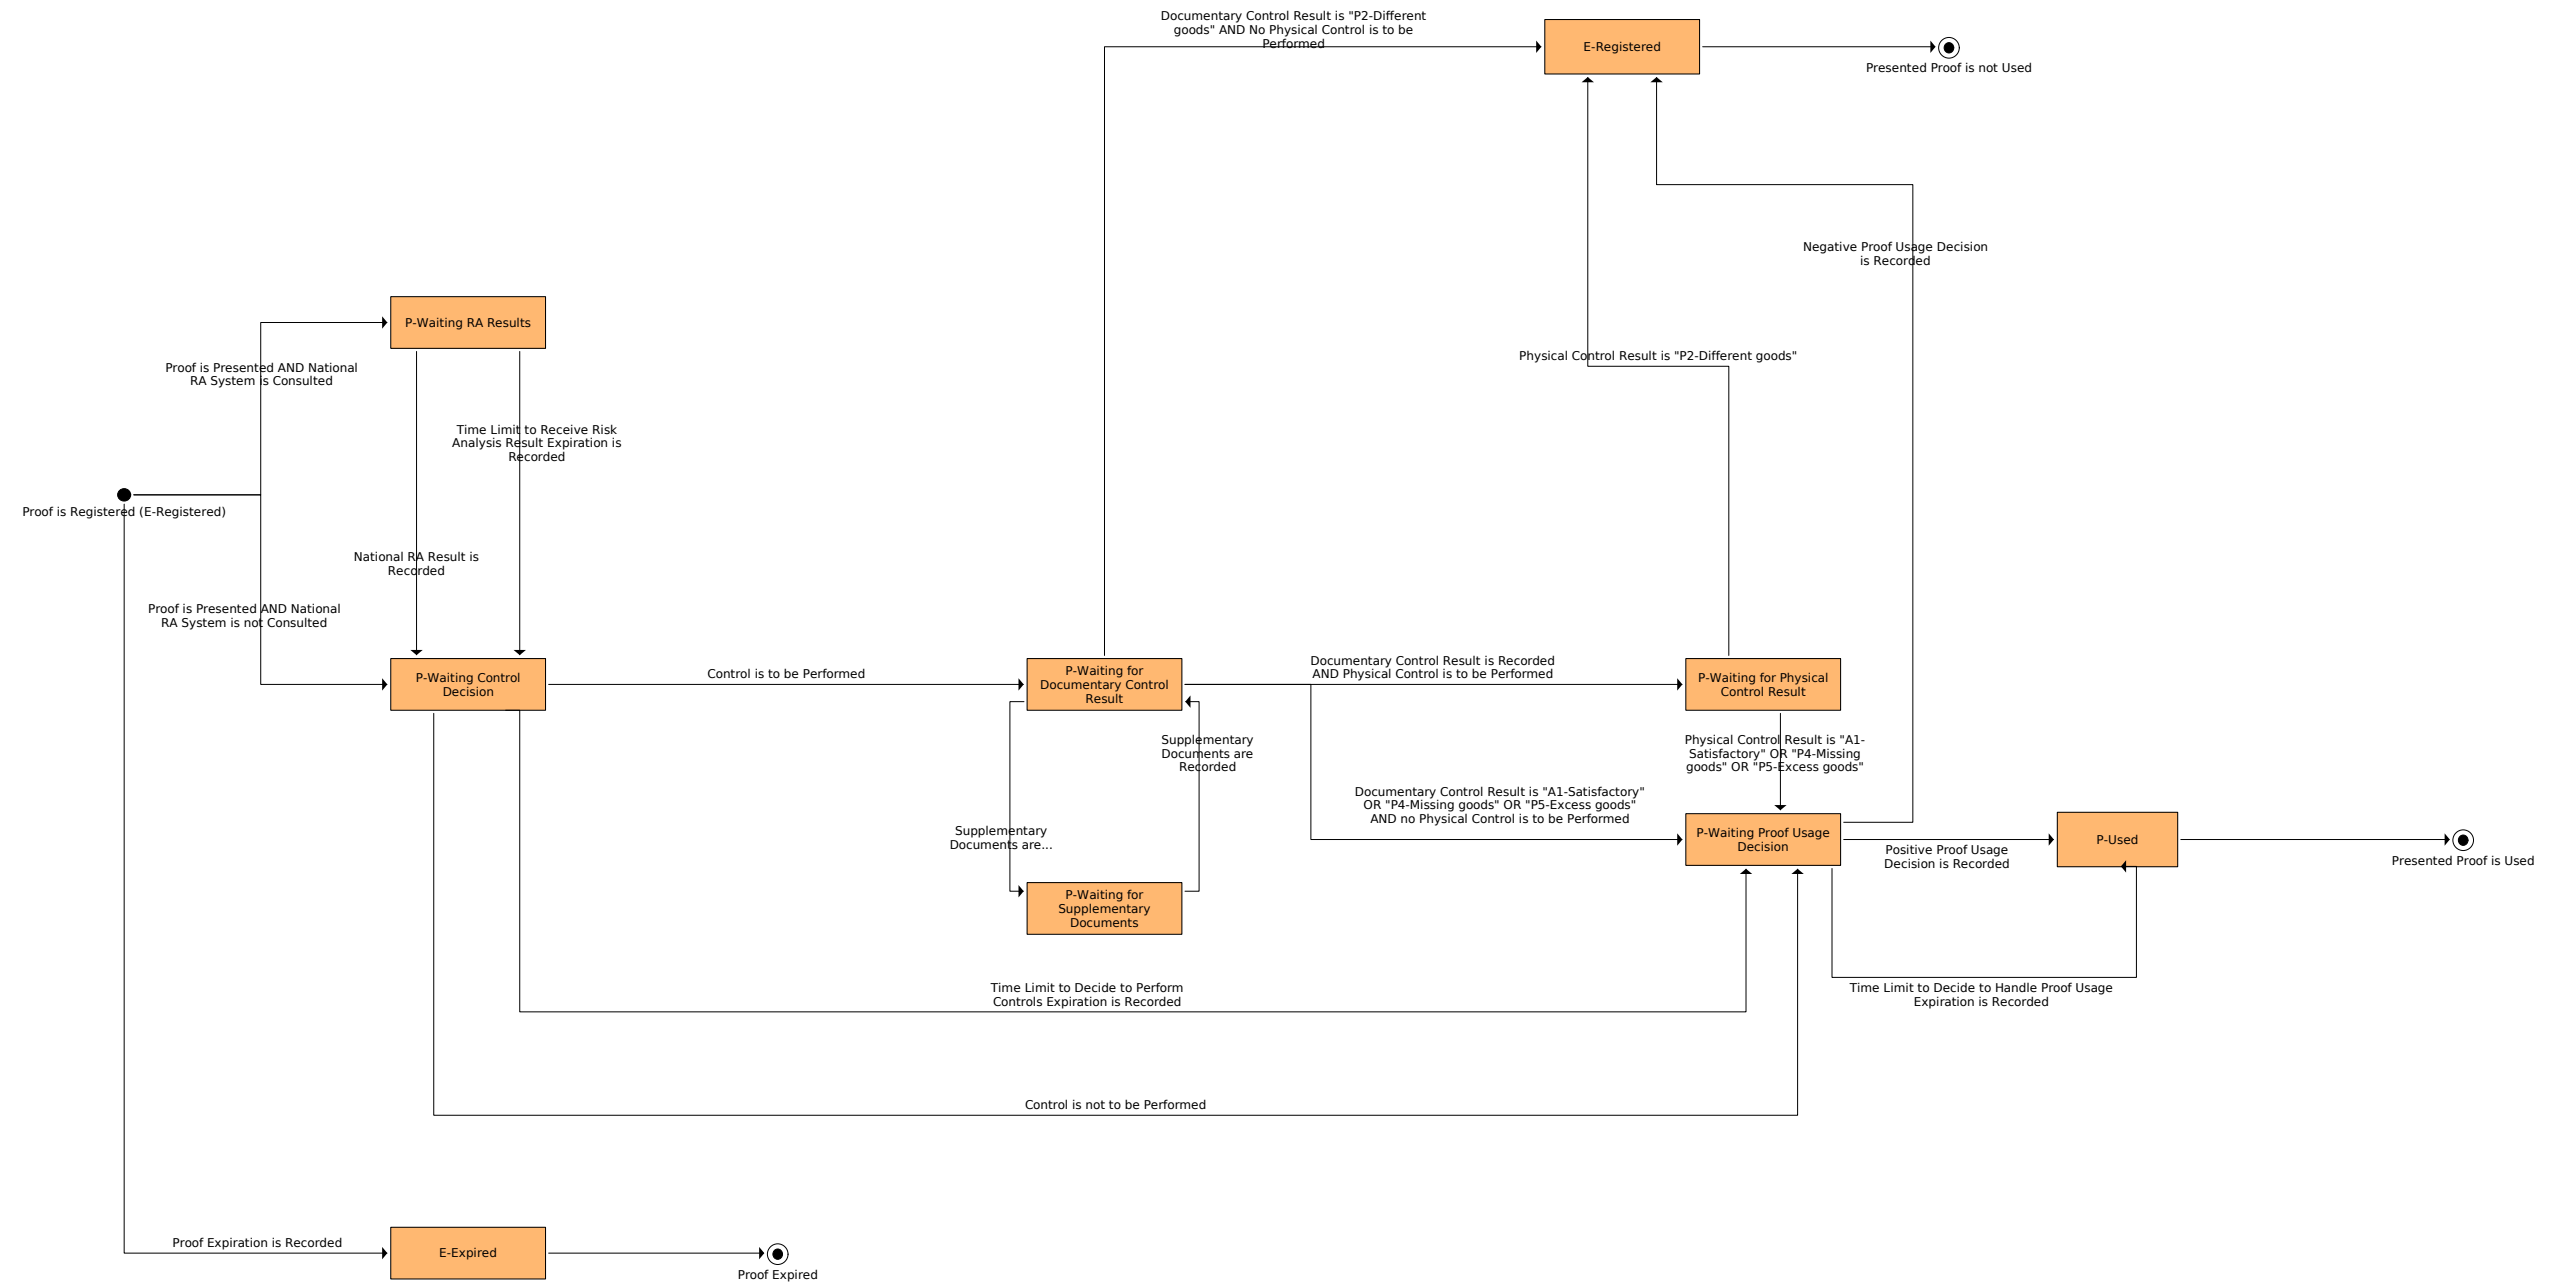 Documentary Control Result is "P2-Different
goods" AND No Physical Control is to be
Performed
E-Registered
Presented Proof is not Used
Negative Proof Usage Decision
is Recorded
P-Waiting RA Results
Physical Control Result is "P2-Different goods"
Proof is Presented AND National
RA System is Consulted
Time Limit to Receive Risk
Analysis Result Expiration is
Recorded
Proof is Registered (E-Registered)
National RA Result is
Recorded
Proof is Presented AND National
RA System is not Consulted
P-Waiting Control
Decision
Control is to be Performed
P-Waiting for
Documentary Control
Result
Documentary Control Result is Recorded
AND Physical Control is to be Performed
P-Waiting for Physical
Control Result
Supplementary
Documents are
Recorded
Physical Control Result is "A1-
Satisfactory" OR "P4-Missing
goods" OR "P5-Excess goods"
Documentary Control Result is "A1-Satisfactory"
OR "P4-Missing goods" OR "P5-Excess goods"
AND no Physical Control is to be Performed
Supplementary
Documents are...
P-Waiting Proof Usage
Decision
Positive Proof Usage
Decision is Recorded
P-Used
Presented Proof is Used
P-Waiting for
Supplementary
Documents
Time Limit to Decide to Perform
Controls Expiration is Recorded
Time Limit to Decide to Handle Proof Usage
Expiration is Recorded
Control is not to be Performed
Proof Expiration is Recorded
E-Expired
Proof Expired